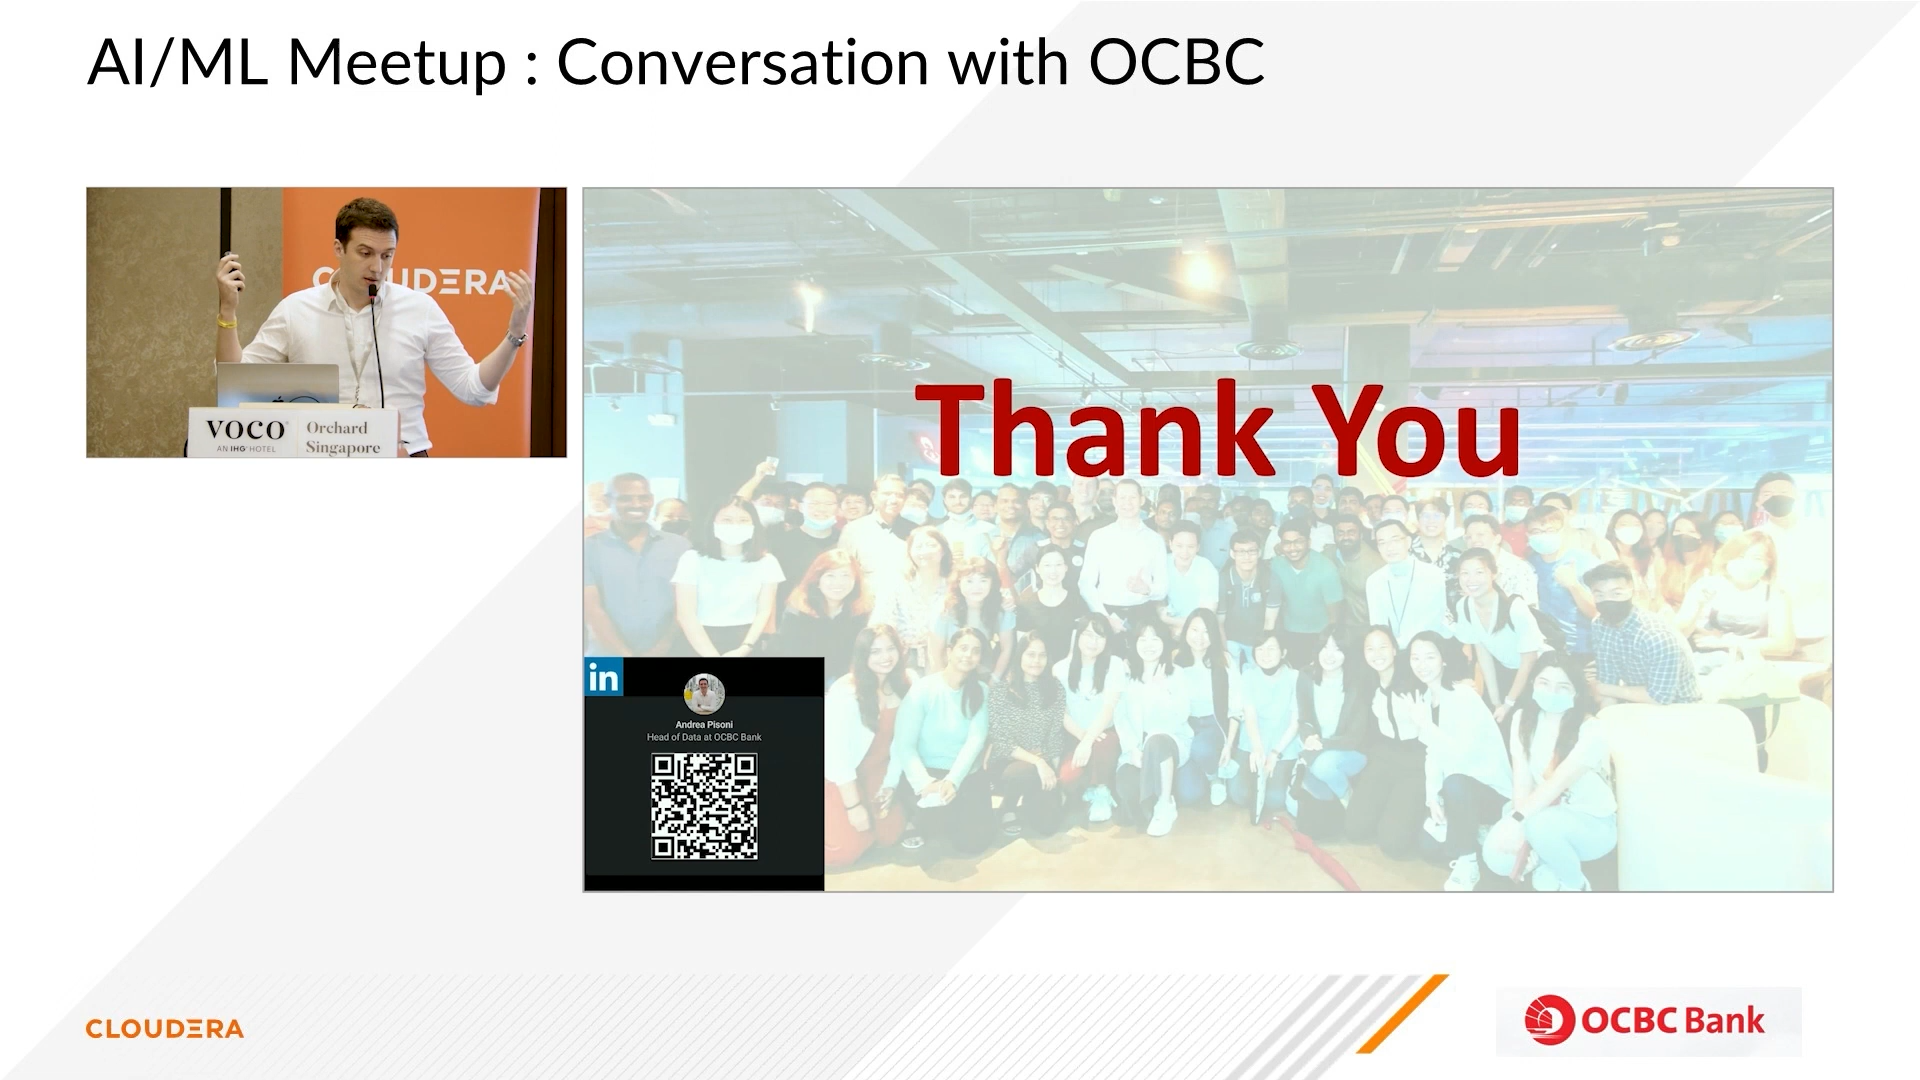 AI/ML Meetup : Conversation with OCBC
CLOUDERA
VOCO
AN IHG HOTEL
Orchard
Singapore
Thank You
in
Andrea Pisoni
Head of Data at OCBC Bank
CLOUDERA
OCBC Bank